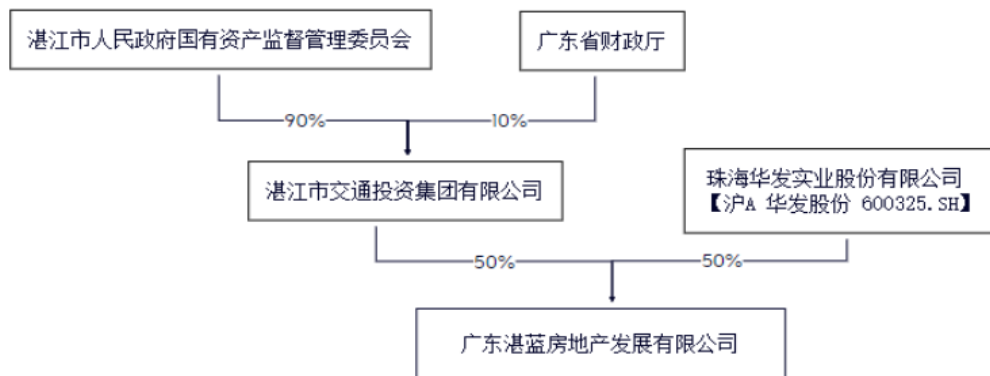 湛江市人民政府国有资产监督管理委员会
广东省财政厅
90%
10%
湛江市交通投资集团有限公司
珠海华发实业股份有限公司
【沪A 华发股份 600325.SH】
50%
50%
广东湛蓝房地产发展有限公司